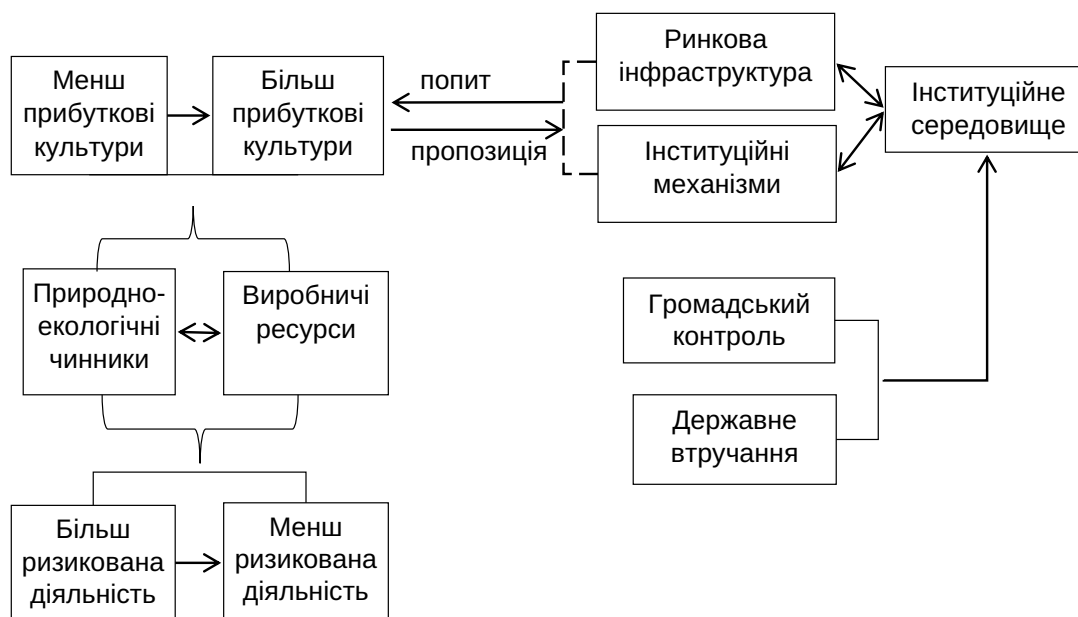 Менш
прибуткові
культури
Більш
прибуткові
культури
попит
пропозиція
Ринкова
інфраструктура
Інституційні
механізми
Інституційне
середовище
Природно-
екологічні
чинники
Виробничі
ресурси
Громадський
контроль
Державне
втручання
Більш
ризикована
діяльність
Менш
ризикована
діяльність